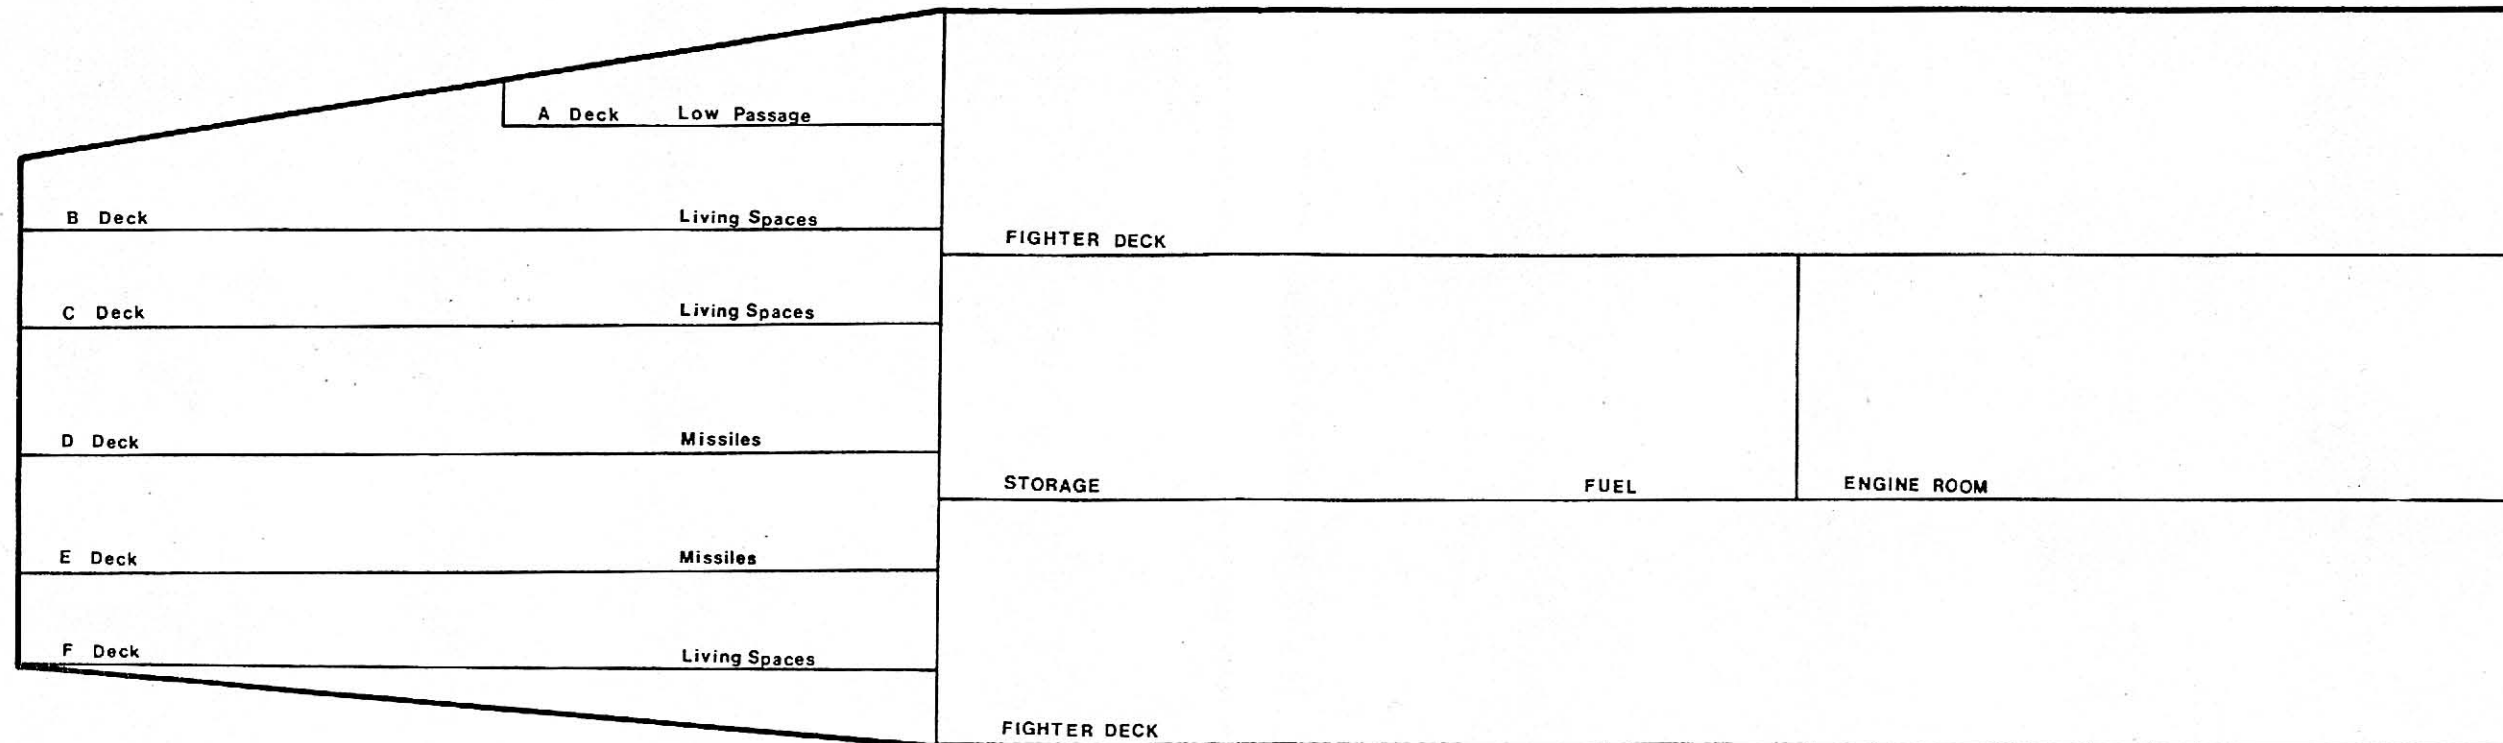 A Deck Low Passage
B Deck Living Spaces
C Deck Living Spaces
D Deck Missiles
E Deck Missiles
F Deck Living Spaces
FIGHTER DECK
STORAGE FUEL ENGINE ROOM
FIGHTER DECK